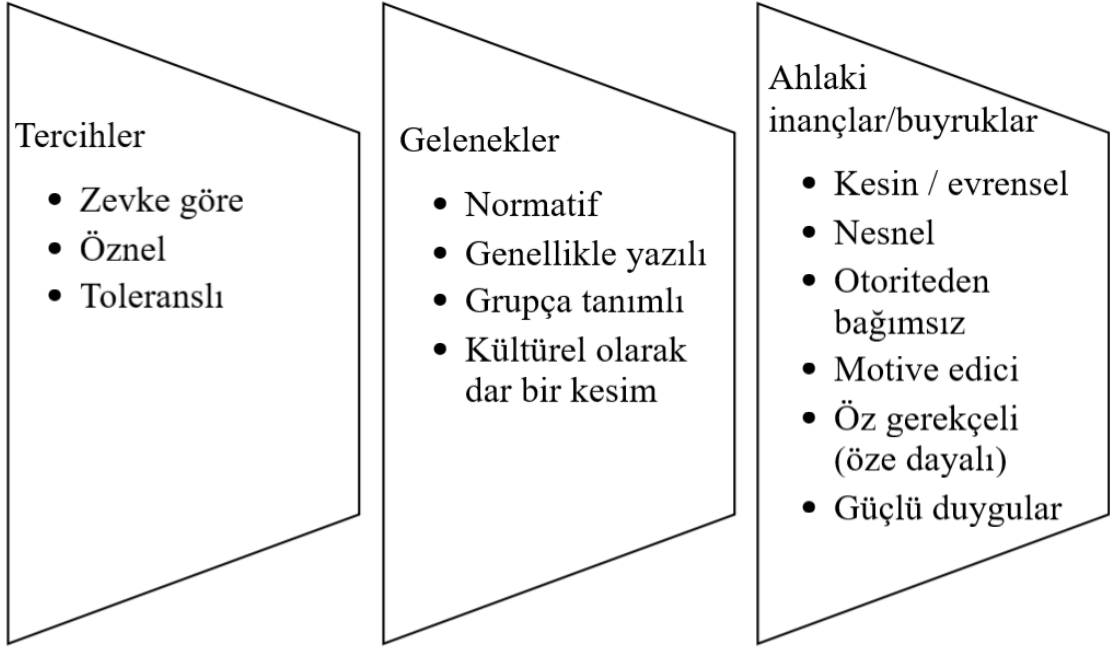 Tercihler
• Zevke göre
• Öznel
• Toleranslı
Gelenekler
• Normatif
• Genellikle yazılı
• Grupça tanımlı
• Kültürel olarak
dar bir kesim
Ahlaki
inançlar/buyruklar
• Kesin / evrensel
• Nesnel
• Otoriteden
bağımsız
• Motive edici
• Öz gerekçeli
(öze dayalı)
• Güçlü duygular